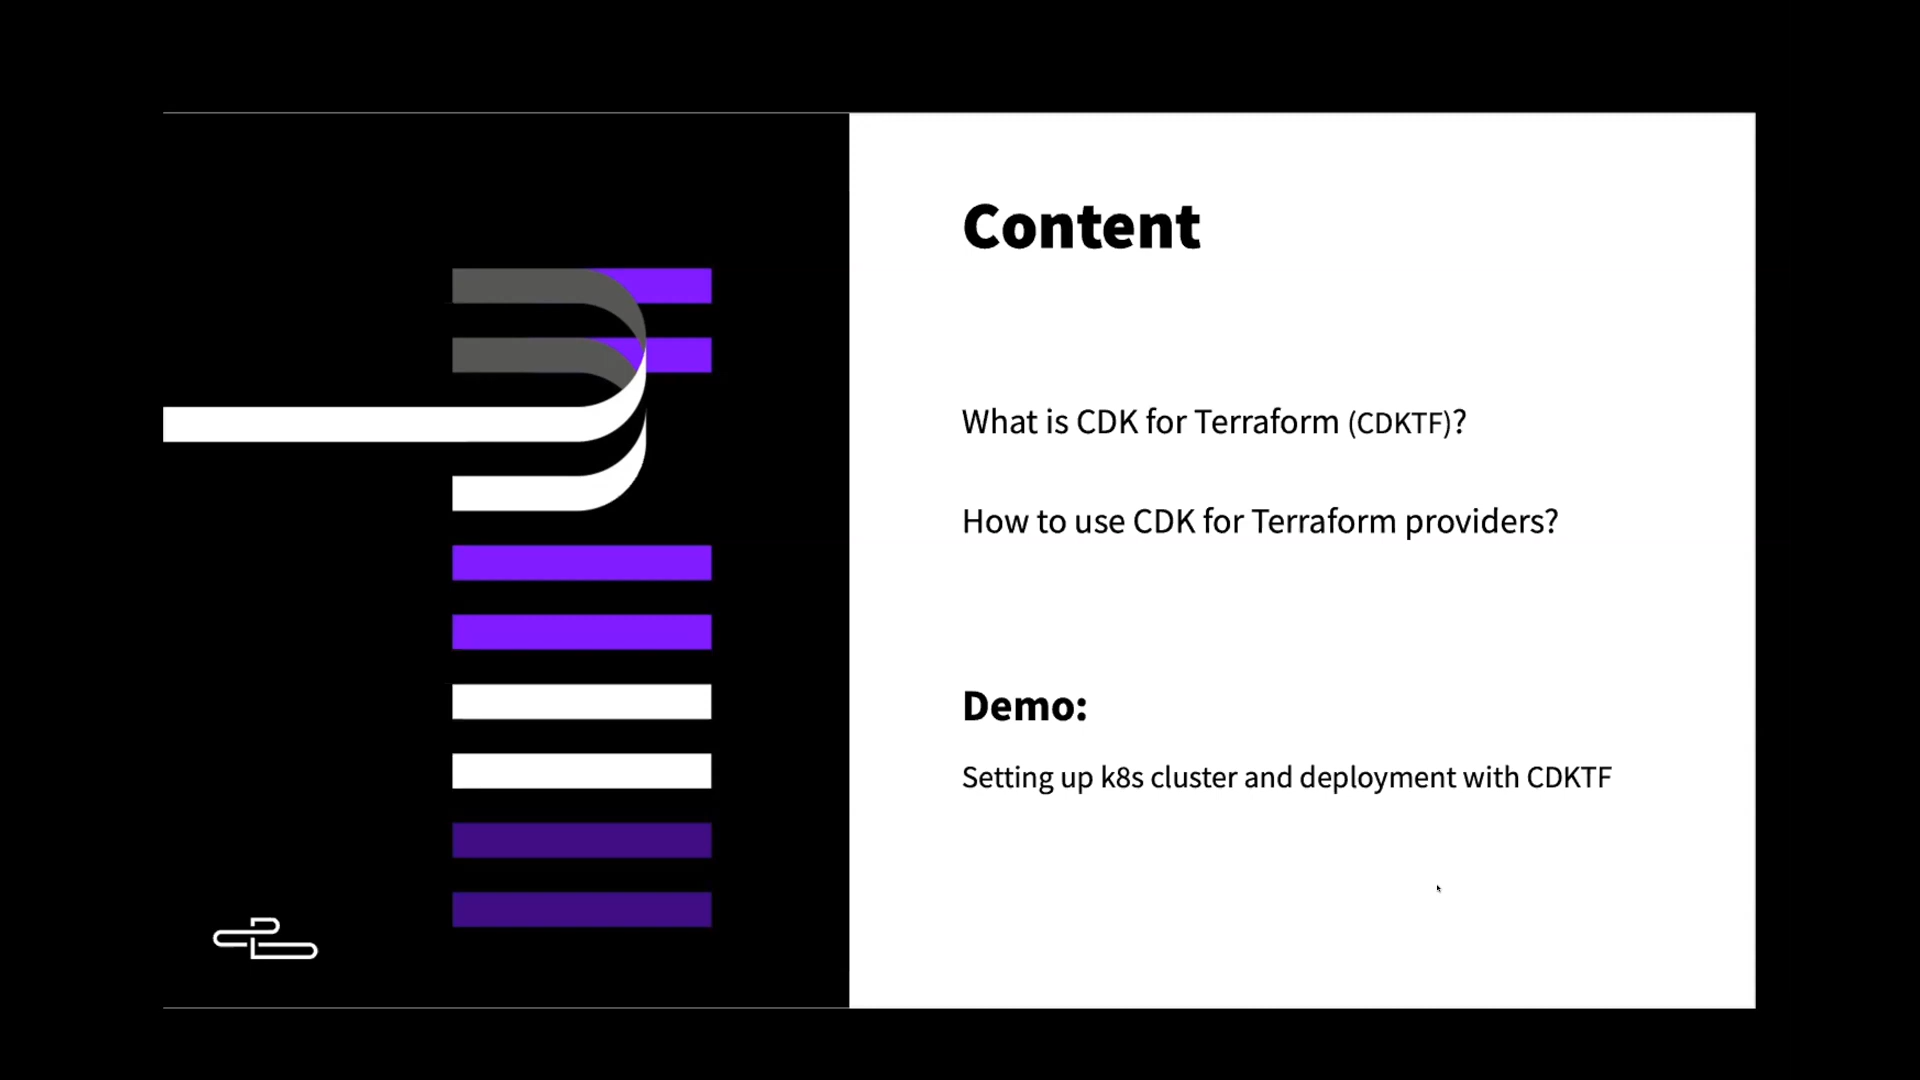 Content
What is CDK for Terraform (CDKTF)?
How to use CDK for Terraform providers?
Demo:
Setting up k8s cluster and deployment with CDKTF